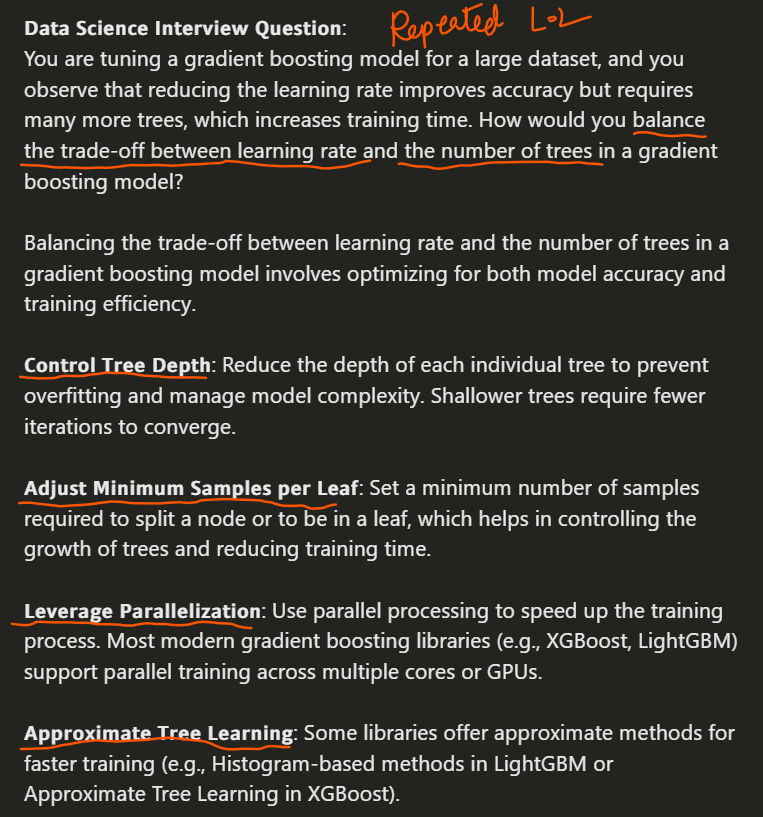 Data Science Interview Question: Repeated LOL
You are tuning a gradient boosting model for a large dataset, and you
observe that reducing the learning rate improves accuracy but requires
many more trees, which increases training time. How would you balance
the trade-off between learning rate and the number of trees in a gradient
boosting model?
Balancing the trade-off between learning rate and the number of trees in a
gradient boosting model involves optimizing for both model accuracy and
training efficiency.
Control Tree Depth: Reduce the depth of each individual tree to prevent
overfitting and manage model complexity. Shallower trees require fewer
iterations to converge.
Adjust Minimum Samples per Leaf: Set a minimum number of samples
required to split a node or to be in a leaf, which helps in controlling the
growth of trees and reducing training time.
Leverage Parallelization: Use parallel processing to speed up the training
process. Most modern gradient boosting libraries (e.g., XGBoost, LightGBM)
support parallel training across multiple cores or GPUs.
Approximate Tree Learning: Some libraries offer approximate methods for
faster training (e.g., Histogram-based methods in LightGBM or
Approximate Tree Learning in XGBoost).